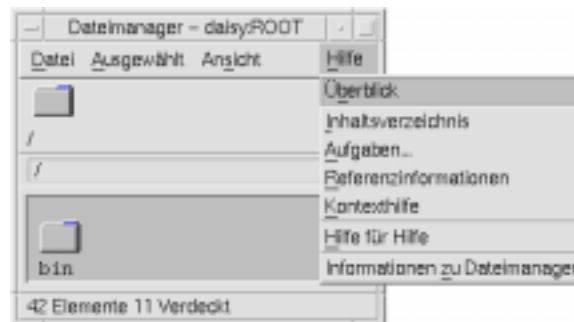 Dateimanager – daisy:ROOT
Datei Ausgewählt Ansicht Hilfe
/
/
bin
42 Elemente 11 Verdeckt
Überblick
Inhaltsverzeichnis
Aufgaben...
Referenzinformationen
Kontexthilfe
Hilfe für Hilfe
Informationen zu Dateimanager